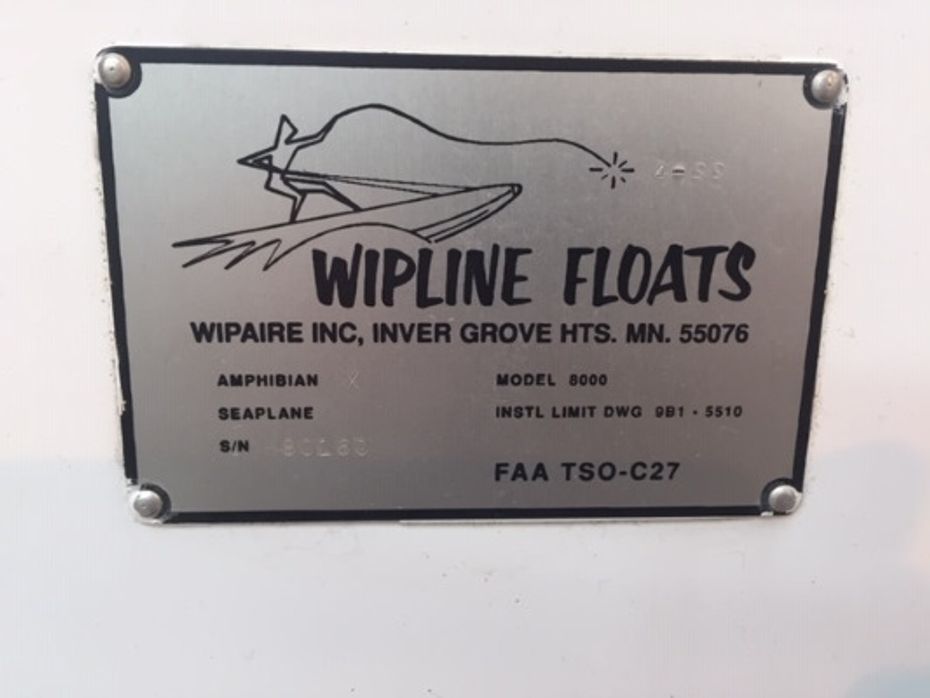 WIPLINE FLOATS
WIPAIRE INC, INVER GROVE HTS. MN. 55076
AMPHIBIAN X
MODEL 8000
SEAPLANE
INSTL LIMIT DWG 9B1 - 5510
S/N
FAA TSO-C27